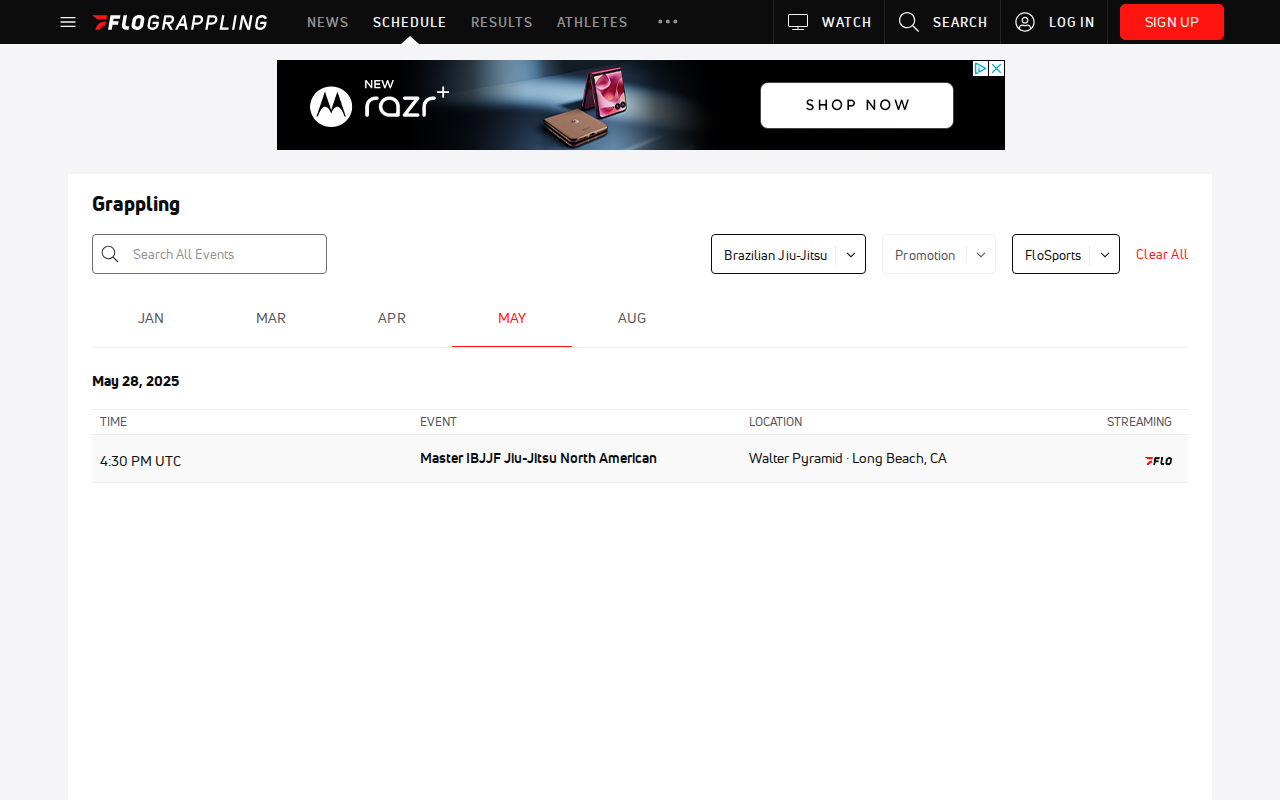 FLOGRAPPLING NEWS SCHEDULE RESULTS ATHLETES ••• WATCH SEARCH LOG IN SIGN UP
NEW
razr+
SHOP NOW
Grappling
Search All Events Brazilian Jiu-Jitsu Promotion FloSports Clear All
JAN MAR APR MAY AUG
May 28, 2025
TIME EVENT LOCATION STREAMING
4:30 PM UTC Master IBJJF Jiu-Jitsu North American Walter Pyramid · Long Beach, CA FLO